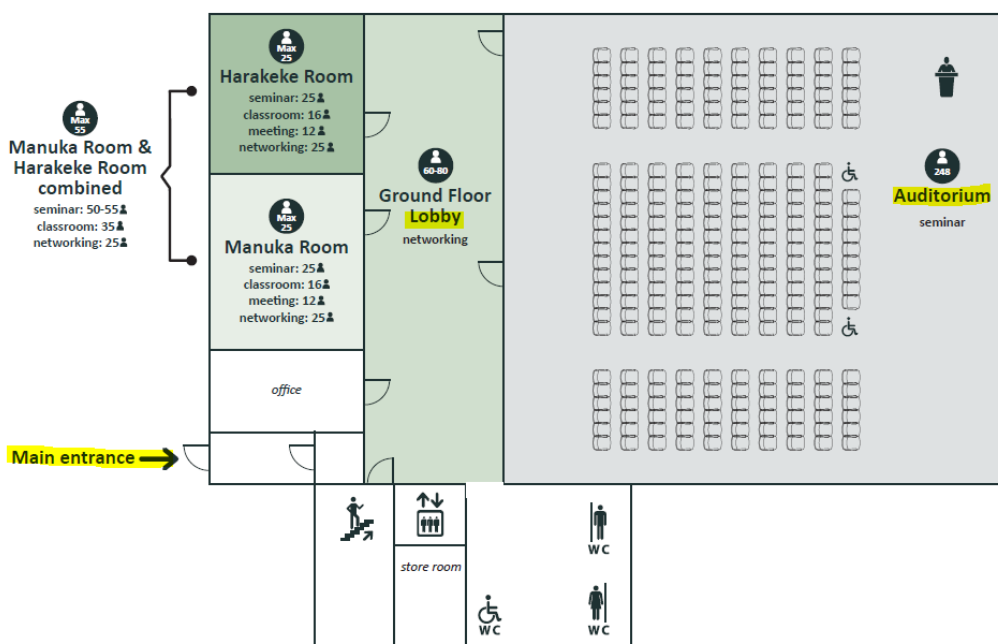 Max
25
Harakeke Room
seminar: 25
classroom: 16
meeting: 12
networking: 25
Max
55
Manuka Room &
Harakeke Room
combined
seminar: 50-55
classroom: 35
networking: 25
Max
25
Manuka Room
seminar: 25
classroom: 16
meeting: 12
networking: 25
60-80
Ground Floor
Lobby
networking
248
Auditorium
seminar
office
Main entrance
store room
WC
WC
WC